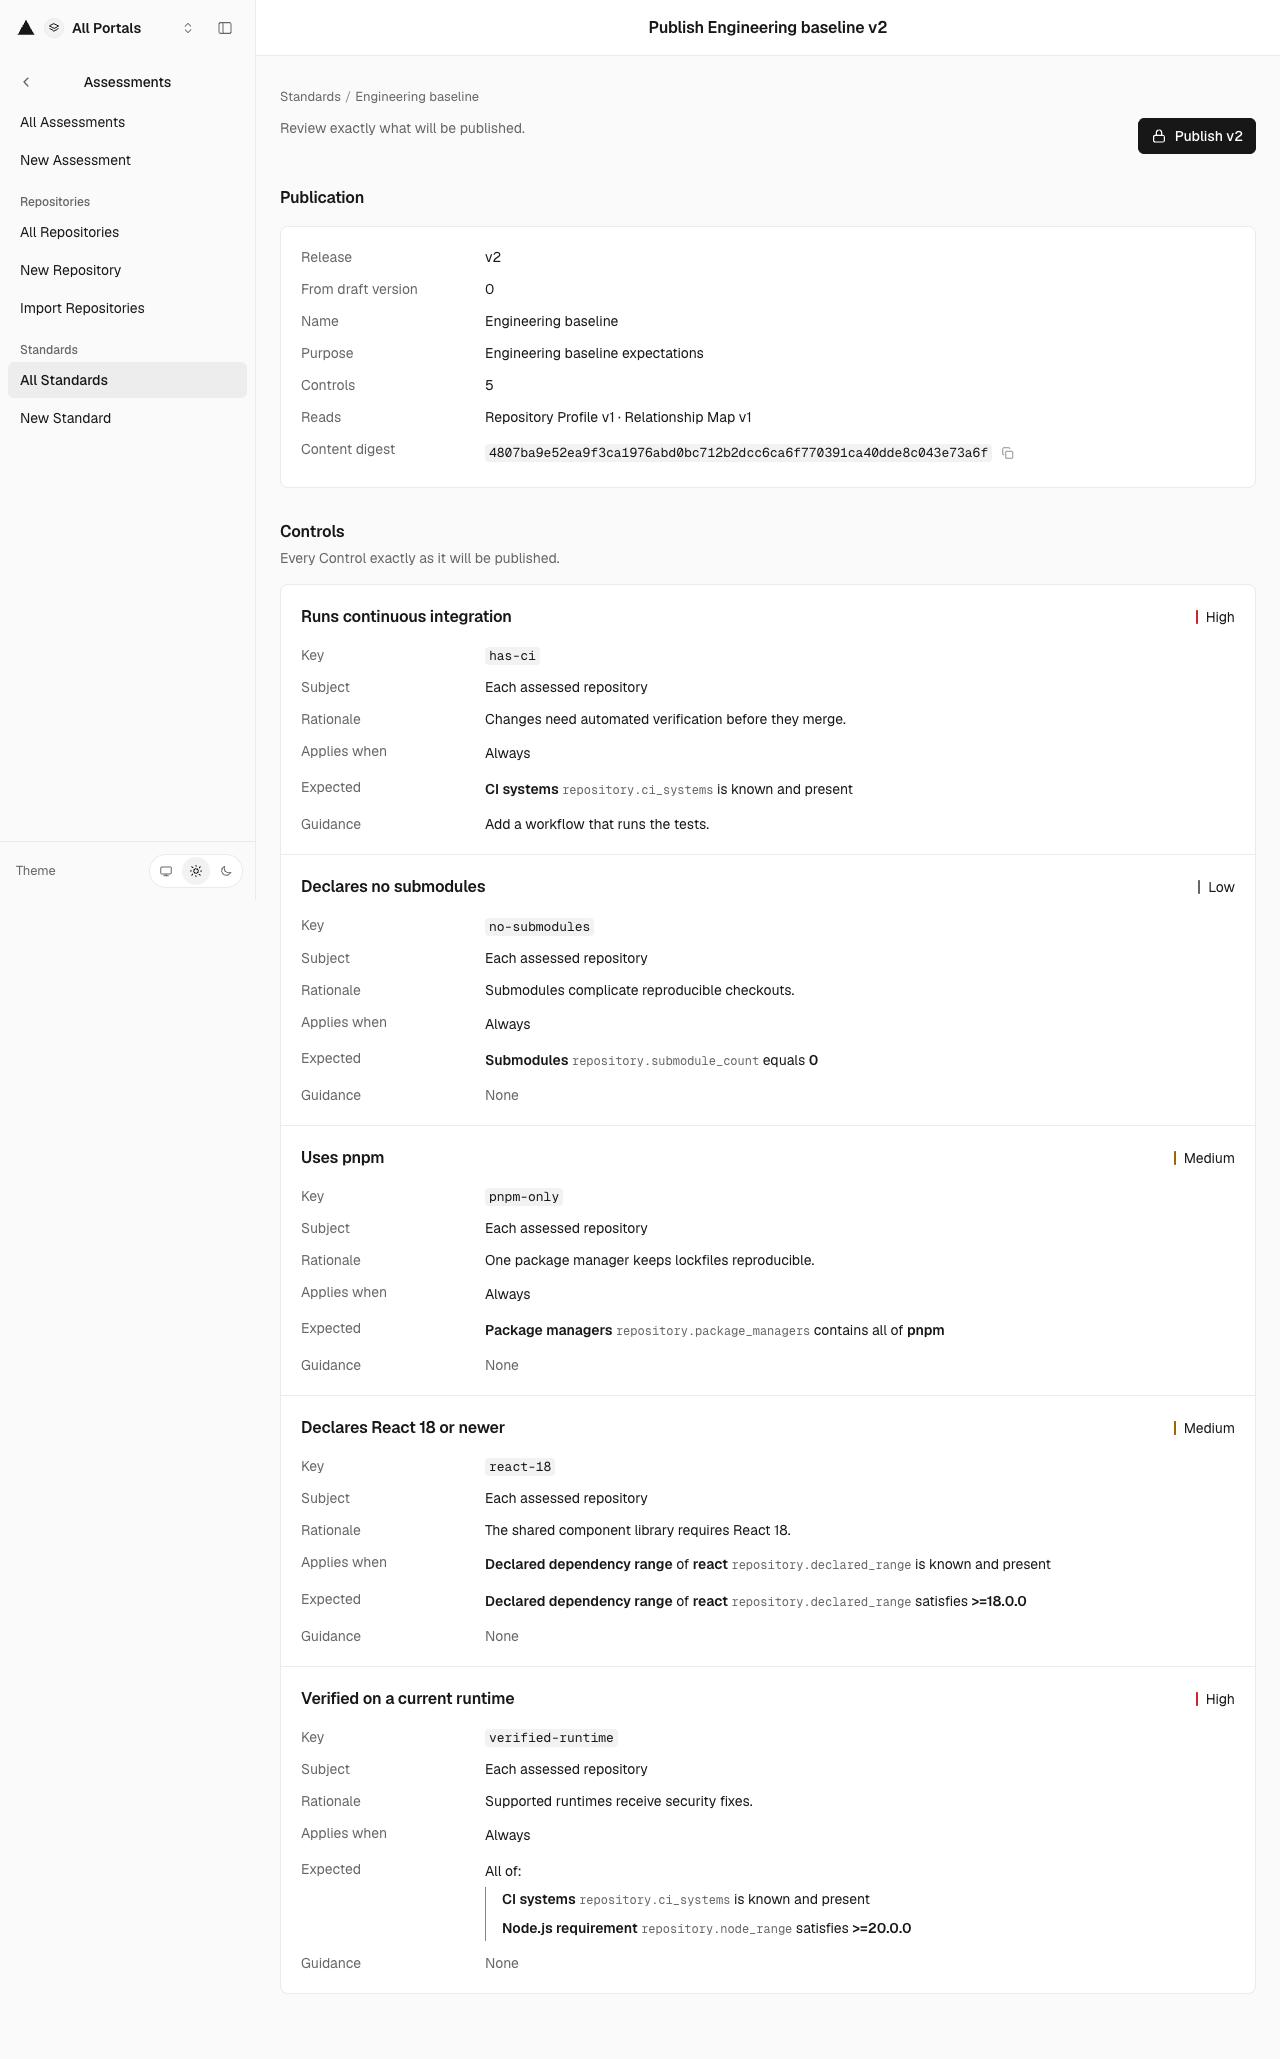 All Portals
Publish Engineering baseline v2
Assessments
All Assessments
New Assessment
Repositories
All Repositories
New Repository
Import Repositories
Standards
All Standards
New Standard
Theme
Standards / Engineering baseline
Review exactly what will be published.
Publish v2
Publication
Release v2
From draft version 0
Name Engineering baseline
Purpose Engineering baseline expectations
Controls 5
Reads Repository Profile v1 · Relationship Map v1
Content digest 4807ba9e52ea9f3ca1976abd0bc712b2dcc6ca6f770391ca40dde8c043e73a6f
Controls
Every Control exactly as it will be published.
Runs continuous integration High
Key has-ci
Subject Each assessed repository
Rationale Changes need automated verification before they merge.
Applies when Always
Expected CI systems repository.ci_systems is known and present
Guidance Add a workflow that runs the tests.
Declares no submodules Low
Key no-submodules
Subject Each assessed repository
Rationale Submodules complicate reproducible checkouts.
Applies when Always
Expected Submodules repository.submodule_count equals 0
Guidance None
Uses pnpm Medium
Key pnpm-only
Subject Each assessed repository
Rationale One package manager keeps lockfiles reproducible.
Applies when Always
Expected Package managers repository.package_managers contains all of pnpm
Guidance None
Declares React 18 or newer Medium
Key react-18
Subject Each assessed repository
Rationale The shared component library requires React 18.
Applies when Declared dependency range of react repository.declared_range is known and present
Expected Declared dependency range of react repository.declared_range satisfies >=18.0.0
Guidance None
Verified on a current runtime High
Key verified-runtime
Subject Each assessed repository
Rationale Supported runtimes receive security fixes.
Applies when Always
Expected All of:
CI systems repository.ci_systems is known and present
Node.js requirement repository.node_range satisfies >=20.0.0
Guidance None